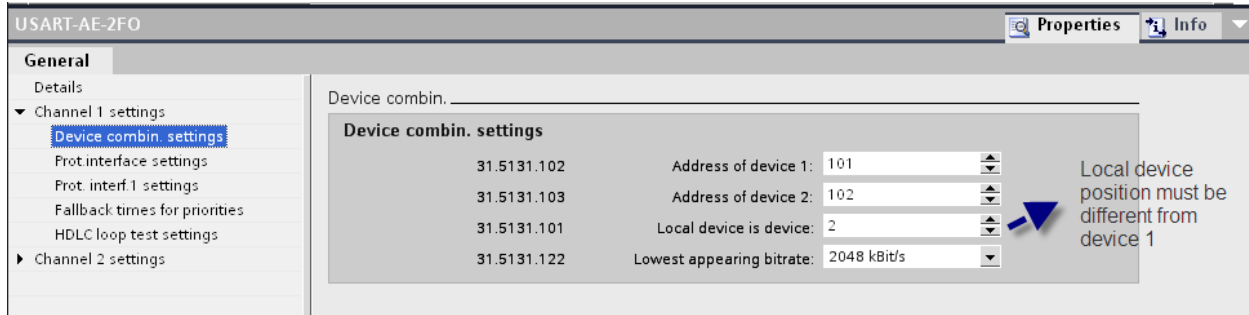 USART-AE-2FO
Properties
Info
General
Details
Channel 1 settings
Device combin. settings
Prot.interface settings
Prot. interf.1 settings
Fallback times for priorities
HDLC loop test settings
Channel 2 settings
Device combin.
Device combin. settings
31.5131.102 Address of device 1: 101
31.5131.103 Address of device 2: 102
31.5131.101 Local device is device: 2
31.5131.122 Lowest appearing bitrate: 2048 kBit/s
Local device
position must be
different from
device 1